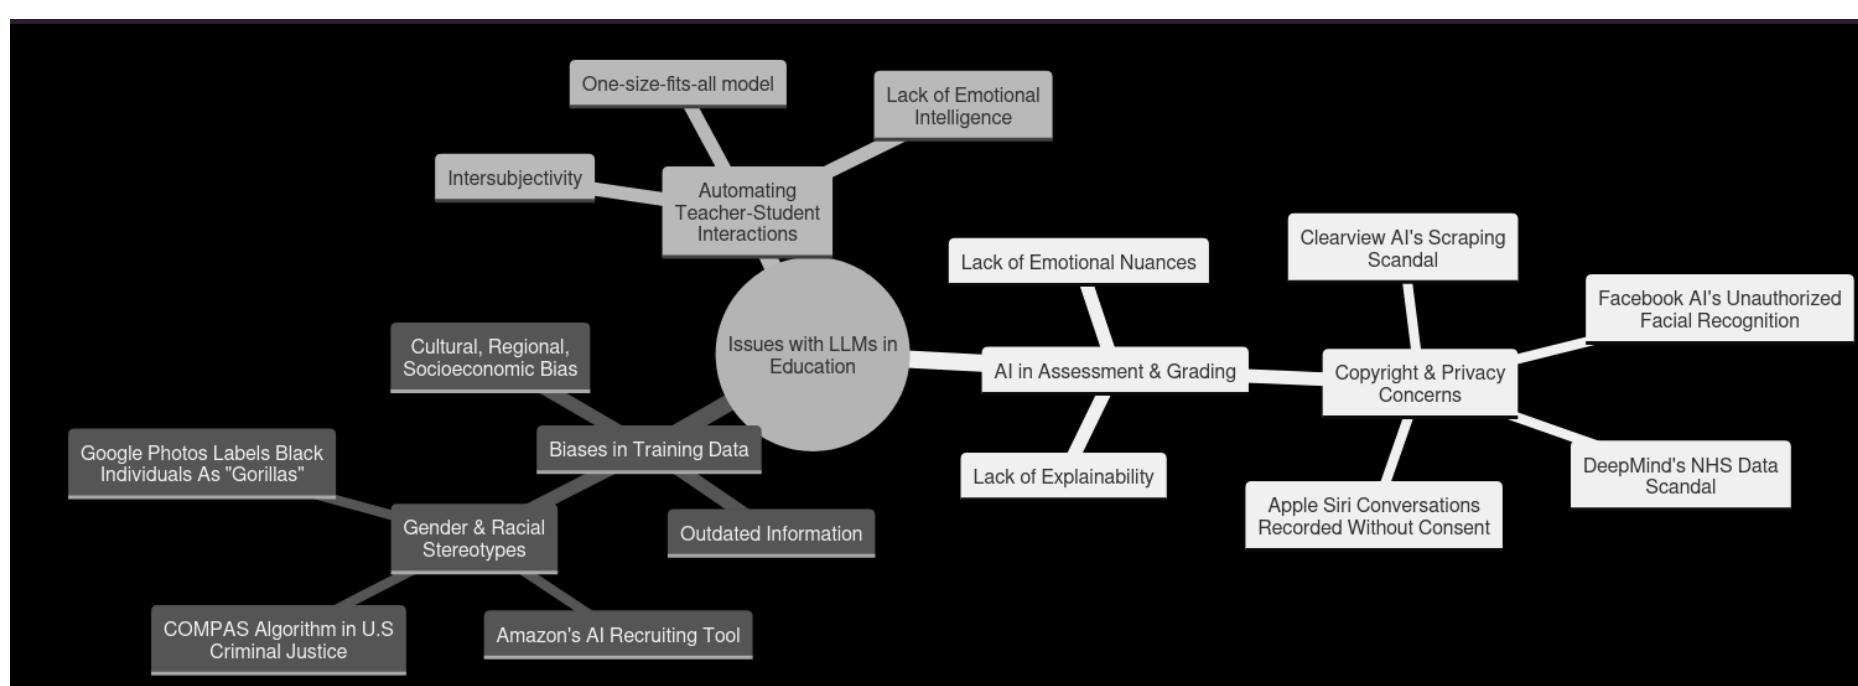 One-size-fits-all model
Lack of Emotional
Intelligence
Intersubjectivity
Automating
Teacher-Student
Interactions
Issues with LLMs in
Education
Lack of Emotional Nuances
AI in Assessment & Grading
Lack of Explainability
Clearview AI's Scraping
Scandal
Facebook AI's Unauthorized
Facial Recognition
Copyright & Privacy
Concerns
DeepMind's NHS Data
Scandal
Apple Siri Conversations
Recorded Without Consent
Cultural, Regional,
Socioeconomic Bias
Biases in Training Data
Google Photos Labels Black
Individuals As "Gorillas"
Gender & Racial
Stereotypes
Outdated Information
COMPAS Algorithm in U.S
Criminal Justice
Amazon's AI Recruiting Tool